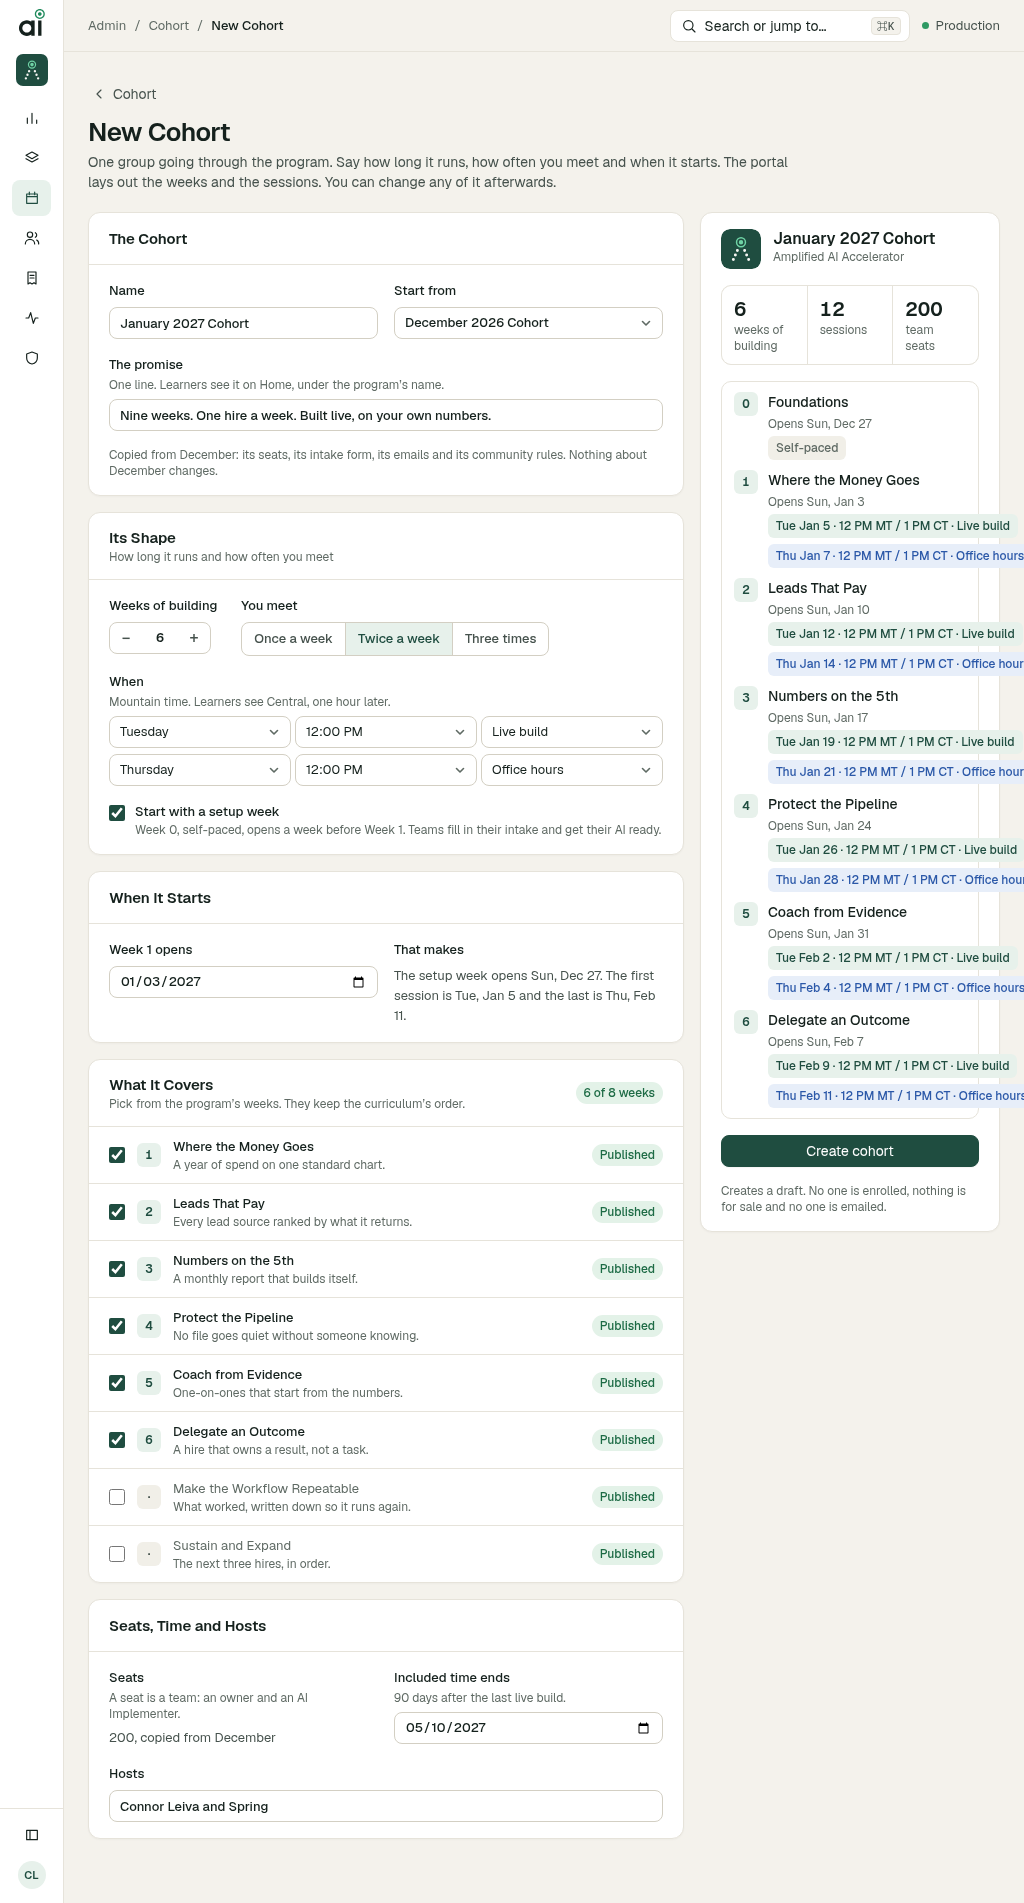 ai
Admin / Cohort / New Cohort
Search or jump to...
⌘K
Production
Cohort
New Cohort
One group going through the program. Say how long it runs, how often you meet and when it starts. The portal
lays out the weeks and the sessions. You can change any of it afterwards.
The Cohort
Name
Start from
January 2027 Cohort
December 2026 Cohort
The promise
One line. Learners see it on Home, under the program's name.
Nine weeks. One hire a week. Built live, on your own numbers.
Copied from December: its seats, its intake form, its emails and its community rules. Nothing about
December changes.
Its Shape
How long it runs and how often you meet
Weeks of building
You meet
− 6 +
Once a week
Twice a week
Three times
When
Mountain time. Learners see Central, one hour later.
Tuesday
12:00 PM
Live build
Thursday
12:00 PM
Office hours
Start with a setup week
Week 0, self-paced, opens a week before Week 1. Teams fill in their intake and get their AI ready.
When It Starts
Week 1 opens
That makes
01/03/2027
The setup week opens Sun, Dec 27. The first
session is Tue, Jan 5 and the last is Thu, Feb
11.
What It Covers
Pick from the program's weeks. They keep the curriculum's order.
6 of 8 weeks
1
Where the Money Goes
A year of spend on one standard chart.
Published
2
Leads That Pay
Every lead source ranked by what it returns.
Published
3
Numbers on the 5th
A monthly report that builds itself.
Published
4
Protect the Pipeline
No file goes quiet without someone knowing.
Published
5
Coach from Evidence
One-on-ones that start from the numbers.
Published
6
Delegate an Outcome
A hire that owns a result, not a task.
Published
·
Make the Workflow Repeatable
What worked, written down so it runs again.
Published
·
Sustain and Expand
The next three hires, in order.
Published
Seats, Time and Hosts
Seats
A seat is a team: an owner and an AI
Implementer.
200, copied from December
Included time ends
90 days after the last live build.
05/10/2027
Hosts
Connor Leiva and Spring
January 2027 Cohort
Amplified AI Accelerator
6
weeks of
building
12
sessions
200
team
seats
0
Foundations
Opens Sun, Dec 27
Self-paced
1
Where the Money Goes
Opens Sun, Jan 3
Tue Jan 5 · 12 PM MT / 1 PM CT · Live build
Thu Jan 7 · 12 PM MT / 1 PM CT · Office hours
2
Leads That Pay
Opens Sun, Jan 10
Tue Jan 12 · 12 PM MT / 1 PM CT · Live build
Thu Jan 14 · 12 PM MT / 1 PM CT · Office hour
3
Numbers on the 5th
Opens Sun, Jan 17
Tue Jan 19 · 12 PM MT / 1 PM CT · Live build
Thu Jan 21 · 12 PM MT / 1 PM CT · Office hour
4
Protect the Pipeline
Opens Sun, Jan 24
Tue Jan 26 · 12 PM MT / 1 PM CT · Live build
Thu Jan 28 · 12 PM MT / 1 PM CT · Office hour
5
Coach from Evidence
Opens Sun, Jan 31
Tue Feb 2 · 12 PM MT / 1 PM CT · Live build
Thu Feb 4 · 12 PM MT / 1 PM CT · Office hours
6
Delegate an Outcome
Opens Sun, Feb 7
Tue Feb 9 · 12 PM MT / 1 PM CT · Live build
Thu Feb 11 · 12 PM MT / 1 PM CT · Office hours
Create cohort
Creates a draft. No one is enrolled, nothing is
for sale and no one is emailed.
CL